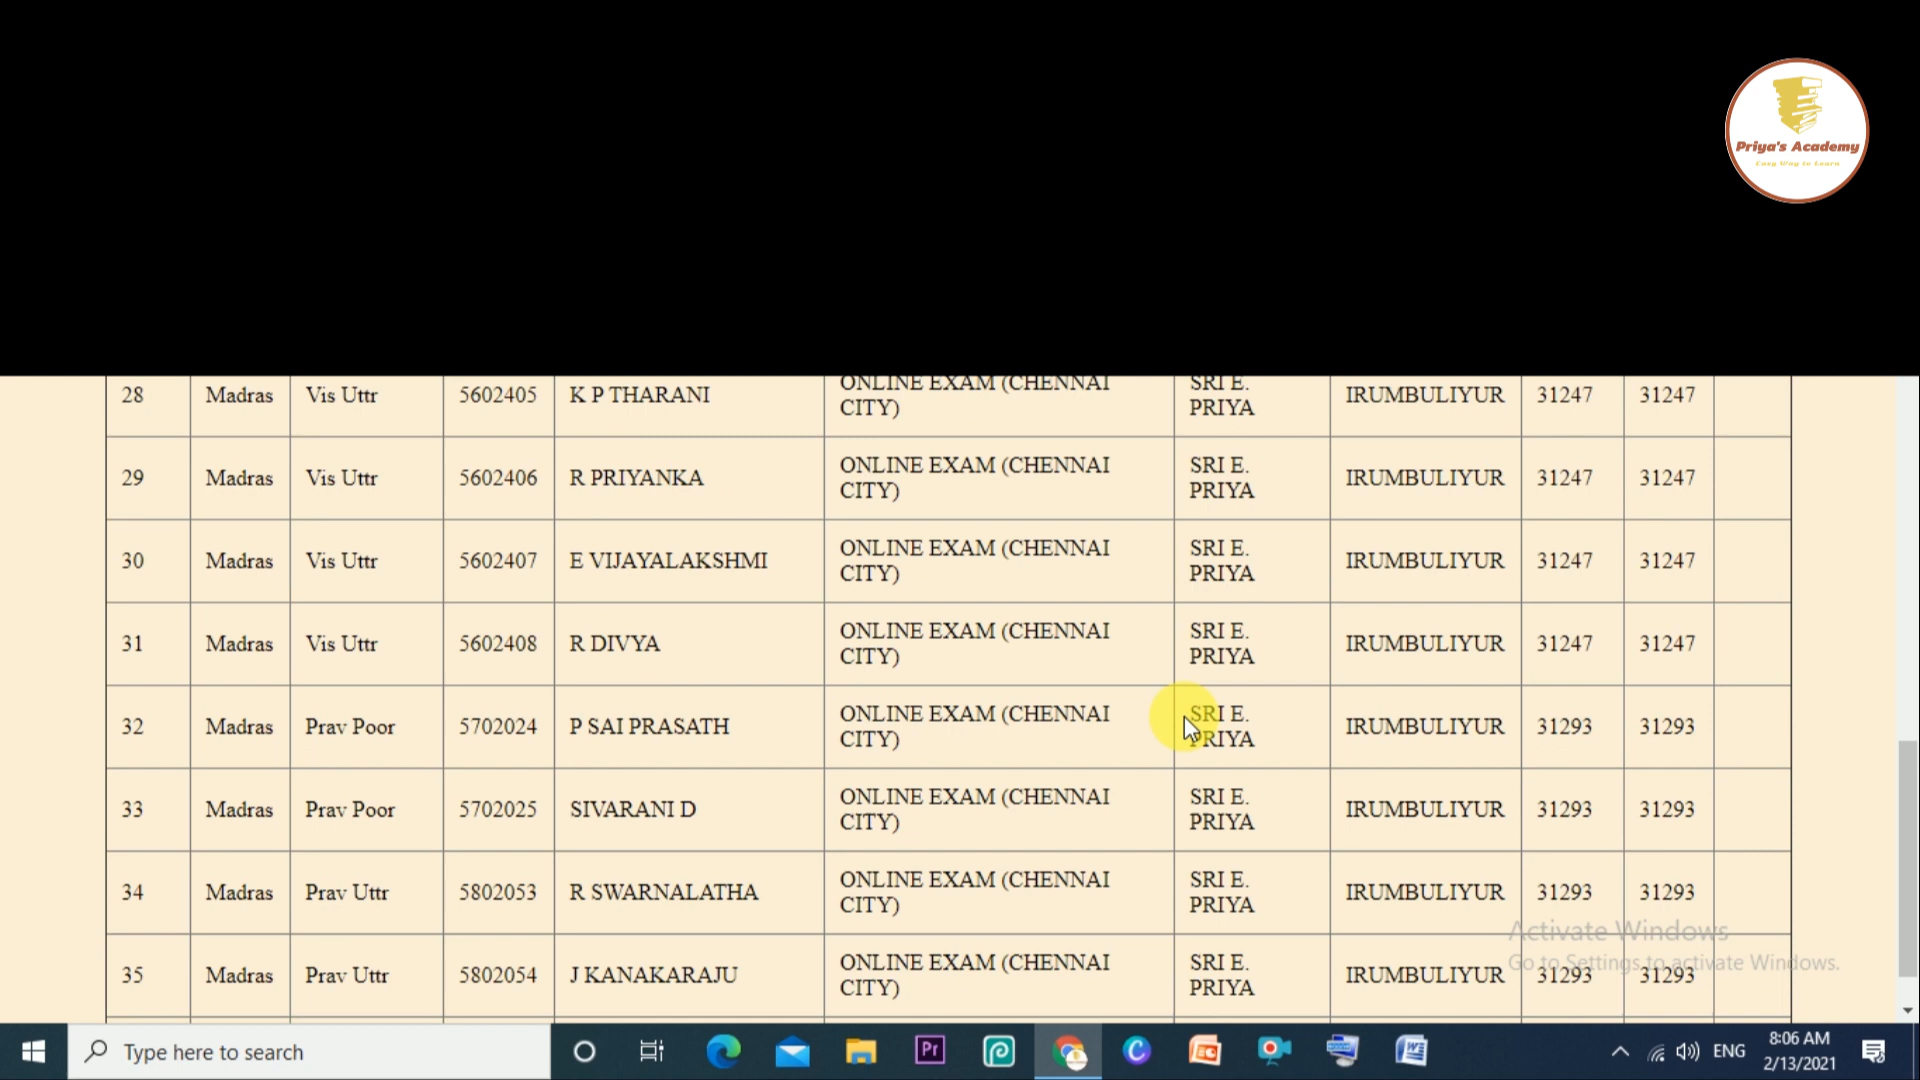 Priya's Academy
Easy Way to Learn
28 Madras Vis Uttr 5602405 K P THARANI ONLINE EXAM (CHENNAI CITY) SRI E. PRIYA IRUMBULIYUR 31247 31247
29 Madras Vis Uttr 5602406 R PRIYANKA ONLINE EXAM (CHENNAI CITY) SRI E. PRIYA IRUMBULIYUR 31247 31247
30 Madras Vis Uttr 5602407 E VIJAYALAKSHMI ONLINE EXAM (CHENNAI CITY) SRI E. PRIYA IRUMBULIYUR 31247 31247
31 Madras Vis Uttr 5602408 R DIVYA ONLINE EXAM (CHENNAI CITY) SRI E. PRIYA IRUMBULIYUR 31247 31247
32 Madras Prav Poor 5702024 P SAI PRASATH ONLINE EXAM (CHENNAI CITY) SRI E. PRIYA IRUMBULIYUR 31293 31293
33 Madras Prav Poor 5702025 SIVARANI D ONLINE EXAM (CHENNAI CITY) SRI E. PRIYA IRUMBULIYUR 31293 31293
34 Madras Prav Uttr 5802053 R SWARNALATHA ONLINE EXAM (CHENNAI CITY) SRI E. PRIYA IRUMBULIYUR 31293 31293
35 Madras Prav Uttr 5802054 J KANAKARAJU ONLINE EXAM (CHENNAI CITY) SRI E. PRIYA IRUMBULIYUR 31293 31293
Activate Windows
Go to Settings to activate Windows.
Type here to search
Pr
ENG
8:06 AM
2/13/2021